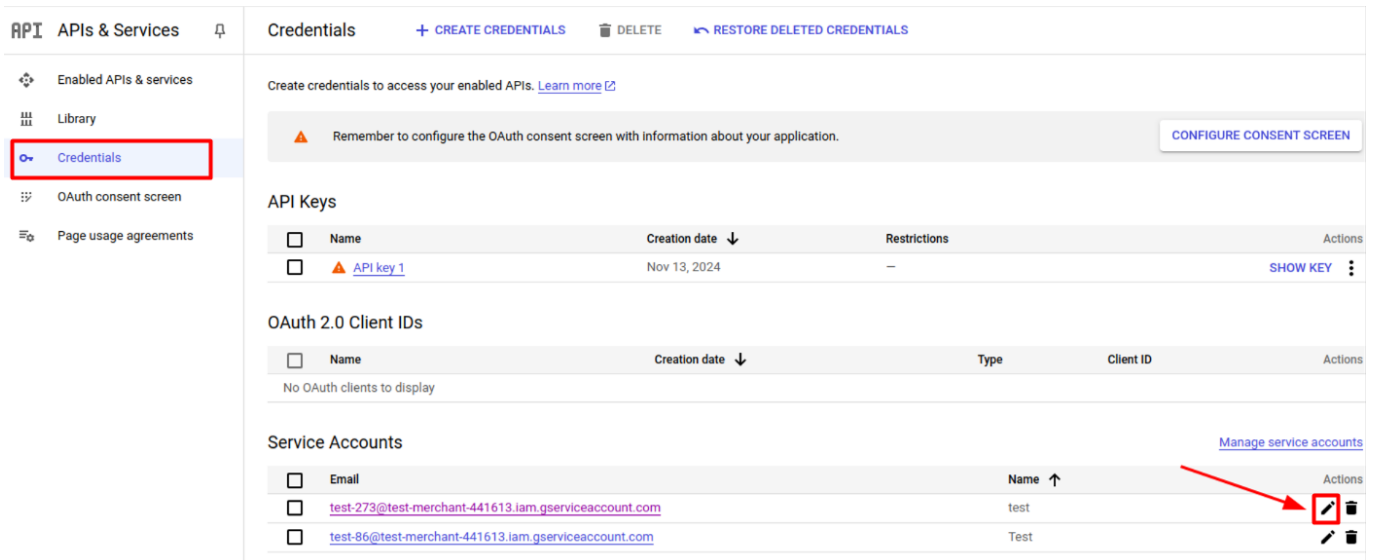 API APIs & Services
Credentials + CREATE CREDENTIALS DELETE RESTORE DELETED CREDENTIALS
Enabled APIs & services
Library
Credentials
OAuth consent screen
Page usage agreements
Create credentials to access your enabled APIs. Learn more
Remember to configure the OAuth consent screen with information about your application. CONFIGURE CONSENT SCREEN
API Keys
Name Creation date Restrictions Actions
API key 1 Nov 13, 2024 – SHOW KEY
OAuth 2.0 Client IDs
Name Creation date Type Client ID Actions
No OAuth clients to display
Service Accounts Manage service accounts
Email Name Actions
test-273@test-merchant-441613.iam.gserviceaccount.com test
test-86@test-merchant-441613.iam.gserviceaccount.com Test